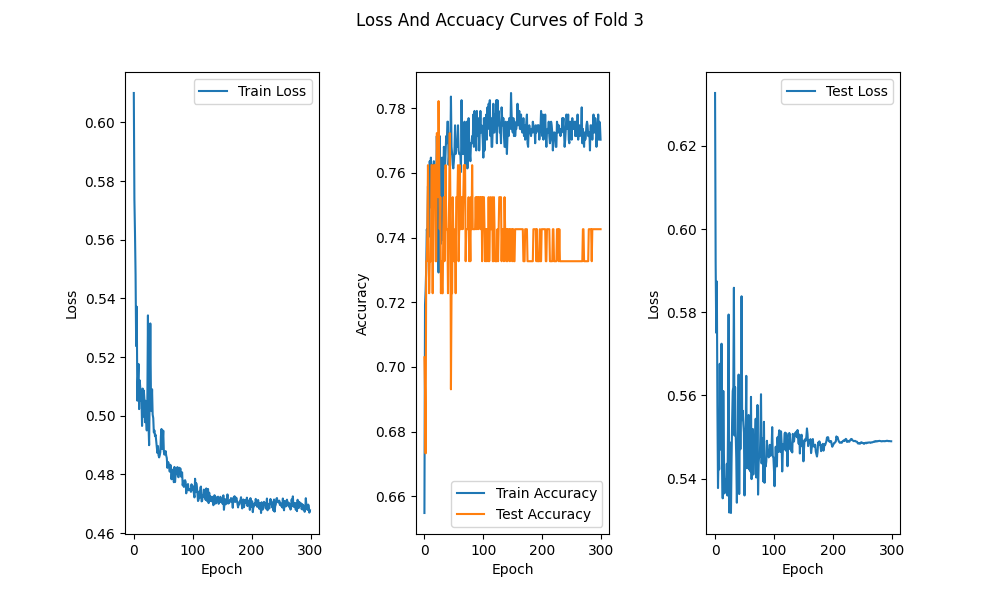 Loss And Accuacy Curves of Fold 3
Train Loss
0.60
0.58
0.56
0.54
0.52
0.50
0.48
0.46
Loss
0 100 200 300
Epoch
0.78
0.76
0.74
0.72
0.70
0.68
0.66
Accuracy
Train Accuracy
Test Accuracy
0 100 200 300
Epoch
Test Loss
0.62
0.60
0.58
0.56
0.54
Loss
0 100 200 300
Epoch